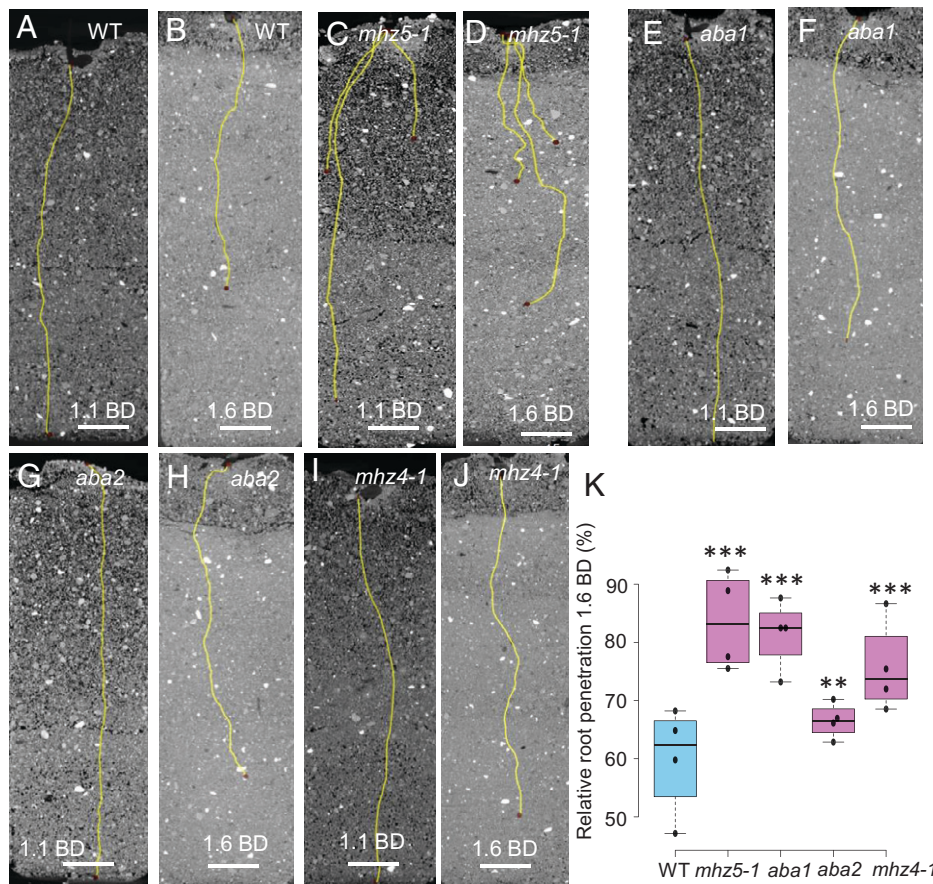 A WT
B WT
C mhz5-1
D mhz5-1
E aba1
F aba1
1.1 BD
1.6 BD
1.1 BD
1.6 BD
1.1 BD
1.6 BD
G aba2
H aba2
I mhz4-1
J mhz4-1
1.1 BD
1.6 BD
1.1 BD
1.6 BD
K
Relative root penetration 1.6 BD (%)
90
80
70
60
50
***
***
**
***
WT mhz5-1 aba1 aba2 mhz4-1